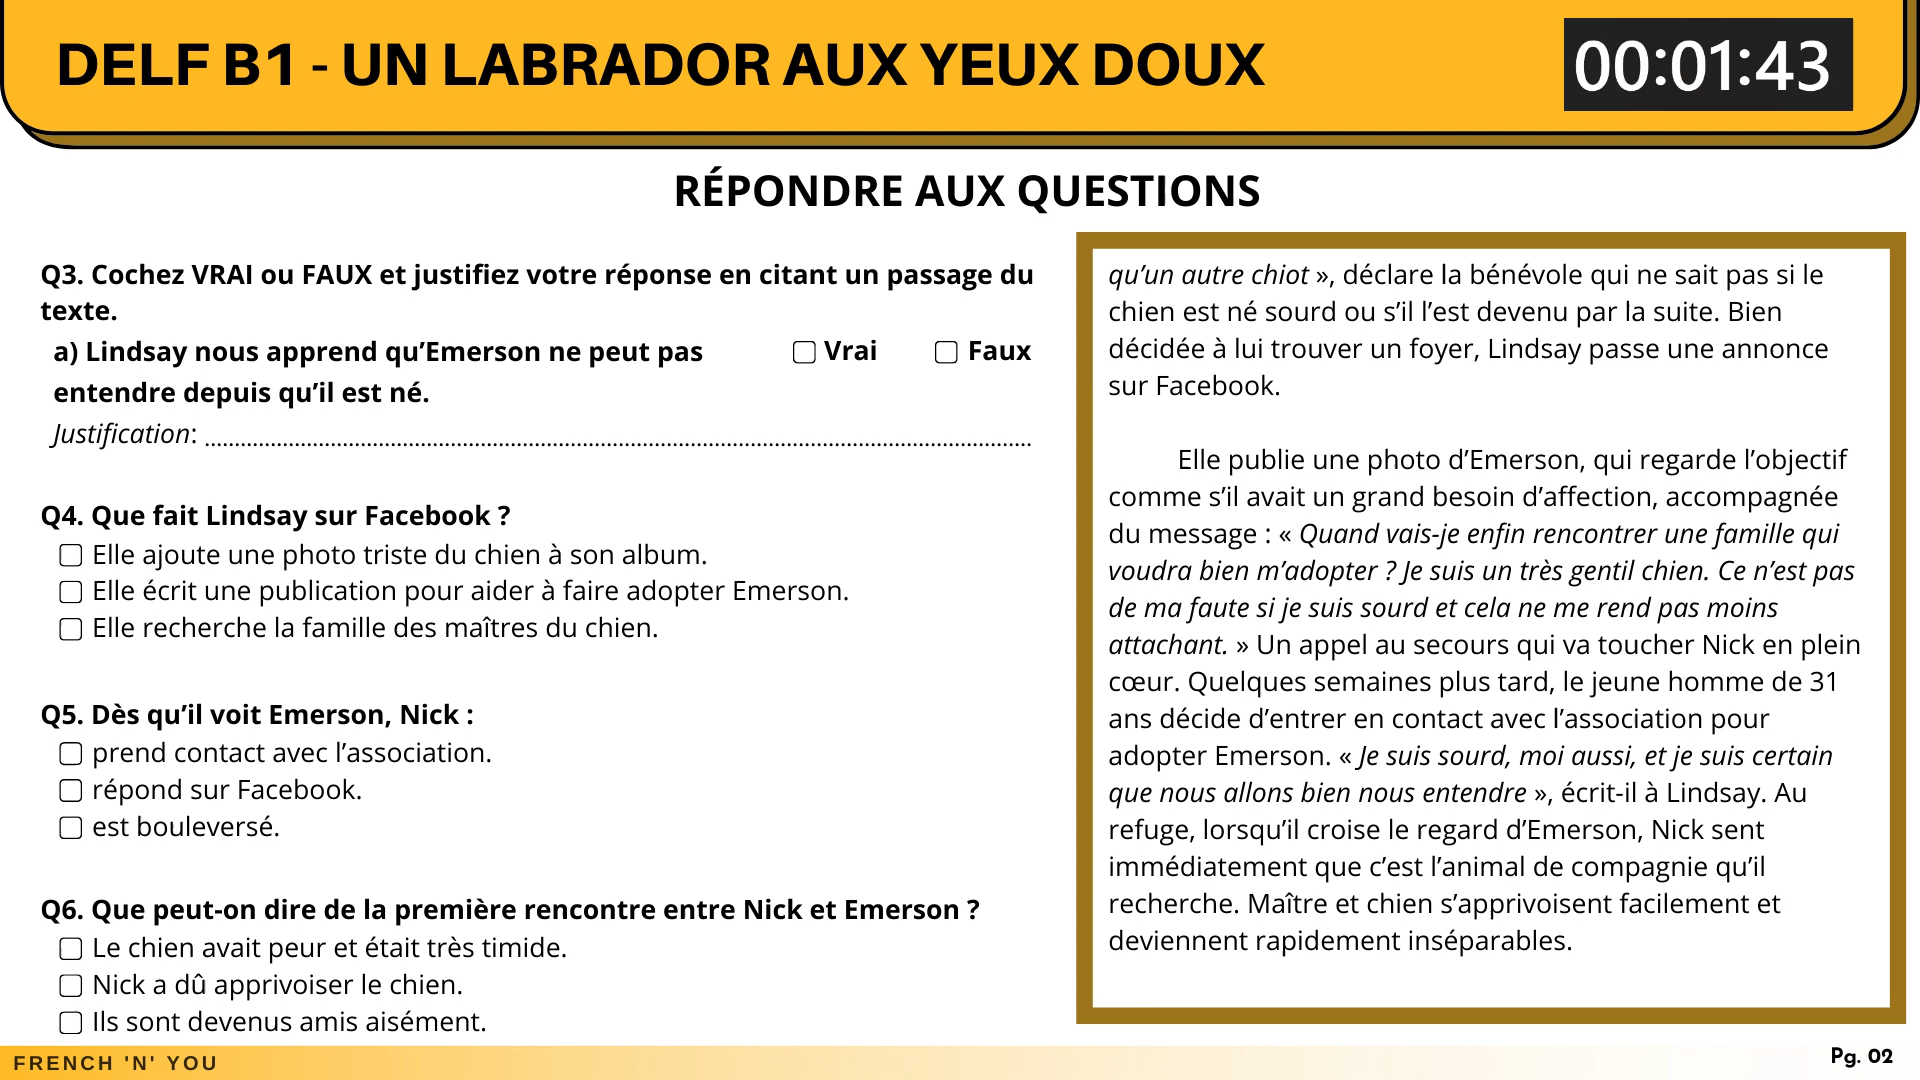 DELF B1 - UN LABRADOR AUX YEUX DOUX
00:01:43
RÉPONDRE AUX QUESTIONS
Q3. Cochez VRAI ou FAUX et justifiez votre réponse en citant un passage du
texte.
a) Lindsay nous apprend qu’Emerson ne peut pas
Vrai
Faux
entendre depuis qu’il est né.
Justification: ........................................................................
Q4. Que fait Lindsay sur Facebook ?
Elle ajoute une photo triste du chien à son album.
Elle écrit une publication pour aider à faire adopter Emerson.
Elle recherche la famille des maîtres du chien.
Q5. Dès qu’il voit Emerson, Nick :
prend contact avec l’association.
répond sur Facebook.
est bouleversé.
Q6. Que peut-on dire de la première rencontre entre Nick et Emerson ?
Le chien avait peur et était très timide.
Nick a dû apprivoiser le chien.
Ils sont devenus amis aisément.
qu’un autre chiot », déclare la bénévole qui ne sait pas si le
chien est né sourd ou s’il l’est devenu par la suite. Bien
décidée à lui trouver un foyer, Lindsay passe une annonce
sur Facebook.
Elle publie une photo d’Emerson, qui regarde l’objectif
comme s’il avait un grand besoin d’affection, accompagnée
du message : « Quand vais-je enfin rencontrer une famille qui
voudra bien m’adopter ? Je suis un très gentil chien. Ce n’est pas
de ma faute si je suis sourd et cela ne me rend pas moins
attachant. » Un appel au secours qui va toucher Nick en plein
cœur. Quelques semaines plus tard, le jeune homme de 31
ans décide d’entrer en contact avec l’association pour
adopter Emerson. « Je suis sourd, moi aussi, et je suis certain
que nous allons bien nous entendre », écrit-il à Lindsay. Au
refuge, lorsqu’il croise le regard d’Emerson, Nick sent
immédiatement que c’est l’animal de compagnie qu’il
recherche. Maître et chien s’apprivoisent facilement et
deviennent rapidement inséparables.
FRENCH 'N' YOU
Pg. 02